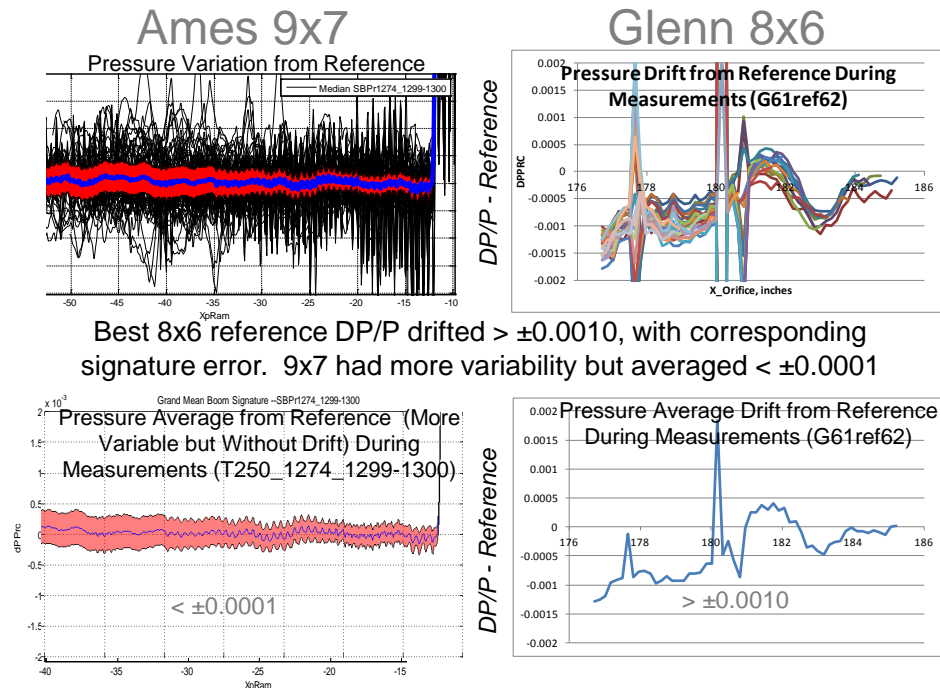 Ames 9x7
Glenn 8x6
Pressure Variation from Reference
Median SBPr1274_1299-1300
-50 -45 -40 -35 -30 -25 -20 -15 -10
XpRam
DP/P - Reference
Pressure Drift from Reference During
Measurements (G61ref62)
DPPRC
0.002
0.0015
0.001
0.0005
0
-0.0005
-0.001
-0.0015
-0.002
176 178 180 182 184 186
X_Orifice, inches
Best 8x6 reference DP/P drifted > ±0.0010, with corresponding
signature error. 9x7 had more variability but averaged < ±0.0001
x 10-3
Grand Mean Boom Signature --SBPr1274_1299-1300
Pressure Average from Reference (More
Variable but Without Drift) During
Measurements (T250_1274_1299-1300)
dPPrc
2
1.5
1
0.5
0
-0.5
-1
-1.5
-2
< ±0.0001
-40 -35 -30 -25 -20 -15
XpRam
DP/P - Reference
Pressure Average Drift from Reference
During Measurements (G61ref62)
0.002
0.0015
0.001
0.0005
0
-0.0005
-0.001
-0.0015
-0.002
176 178 180 182 184 186
> ±0.0010